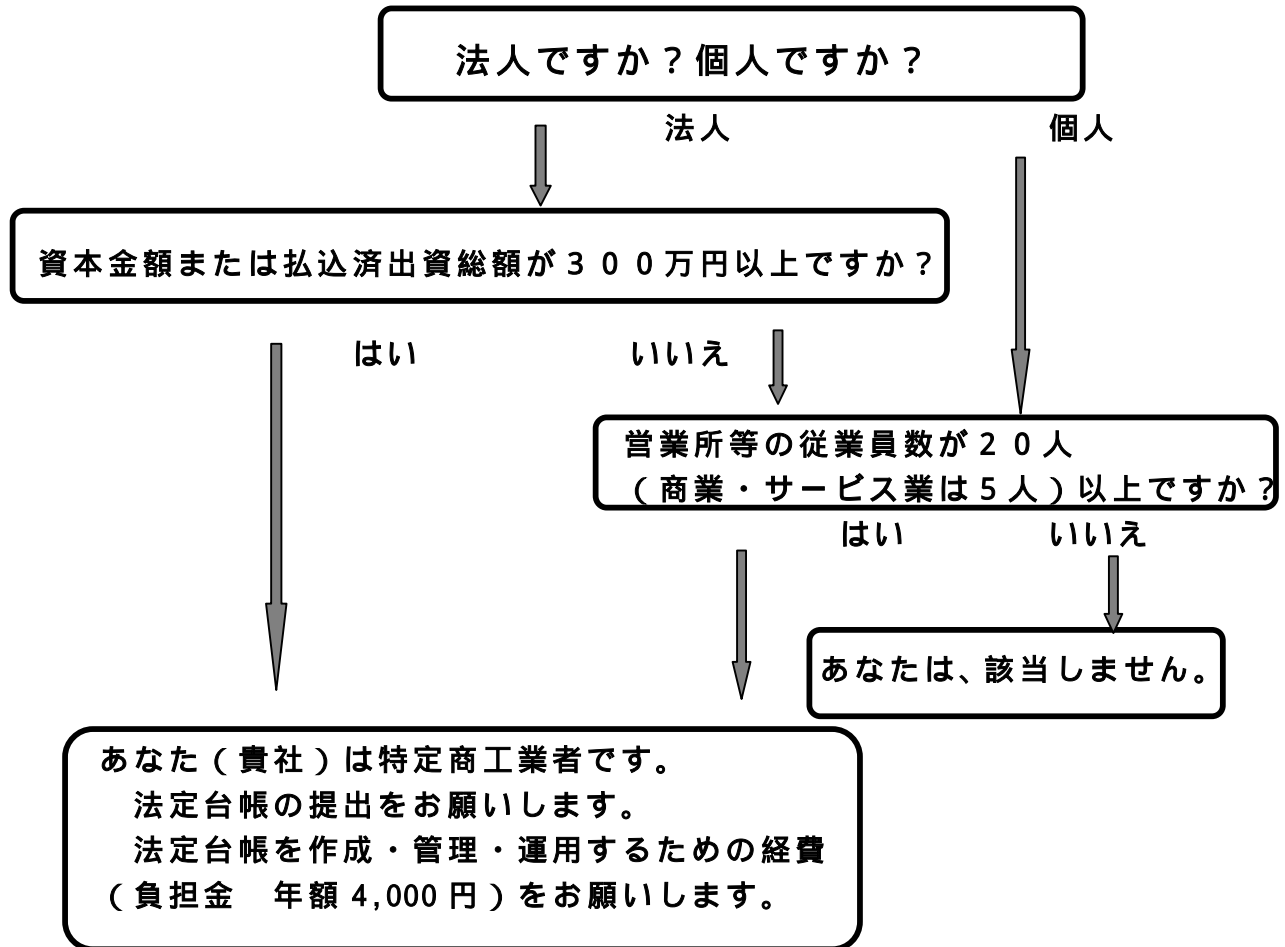 法人ですか？個人ですか？
法人
個人
資本金額または払込済出資総額が３００万円以上ですか？
はい
いいえ
営業所等の従業員数が２０人
（商業・サービス業は５人）以上ですか？
はい
いいえ
あなたは、該当しません。
あなた（貴社）は特定商工業者です。
法定台帳の提出をお願いします。
法定台帳を作成・管理・運用するための経費
（負担金　年額 4,000 円）をお願いします。